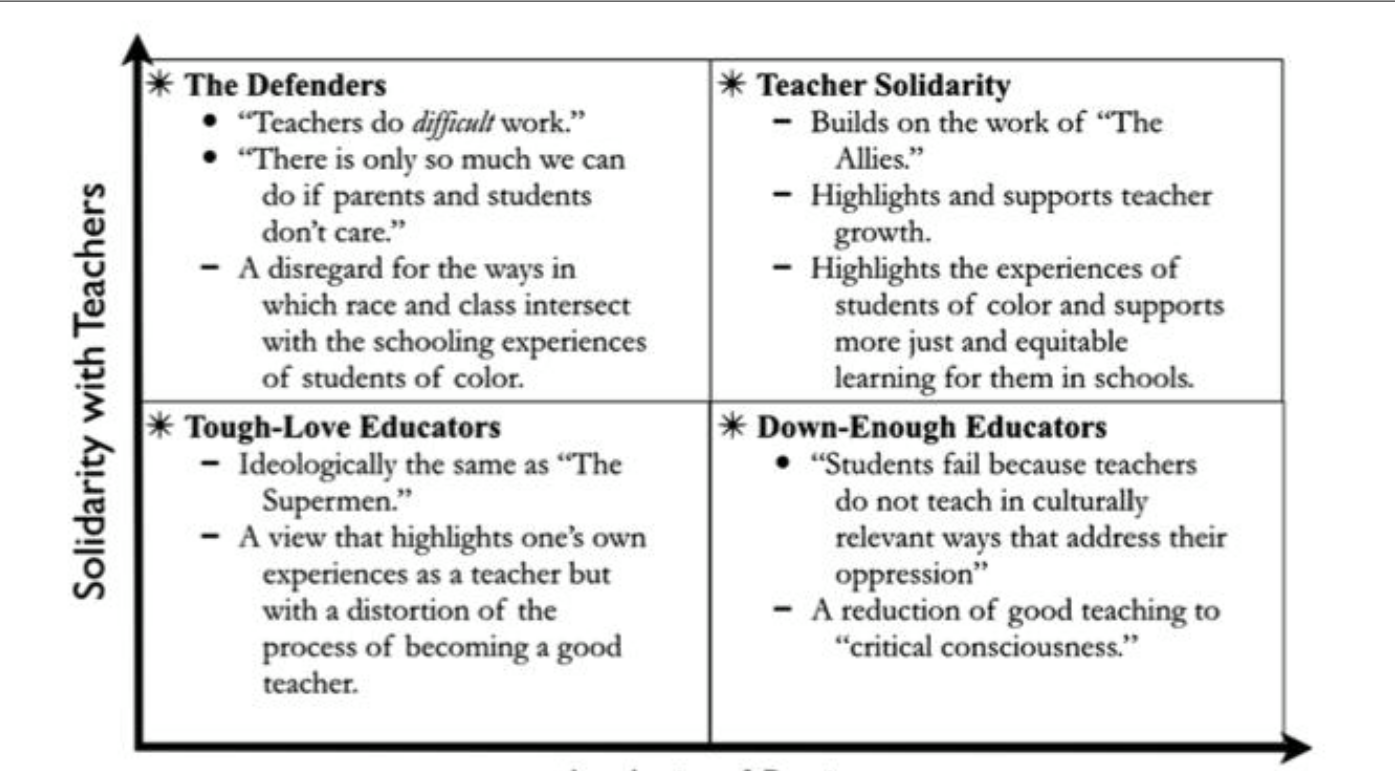 Solidarity with Teachers
✴ The Defenders
• “Teachers do difficult work.”
• “There is only so much we can
do if parents and students
don’t care.”
– A disregard for the ways in
which race and class intersect
with the schooling experiences
of students of color.
✴ Teacher Solidarity
– Builds on the work of “The
Allies.”
– Highlights and supports teacher
growth.
– Highlights the experiences of
students of color and supports
more just and equitable
learning for them in schools.
✴ Tough-Love Educators
– Ideologically the same as “The
Supermen.”
– A view that highlights one’s own
experiences as a teacher but
with a distortion of the
process of becoming a good
teacher.
✴ Down-Enough Educators
• “Students fail because teachers
do not teach in culturally
relevant ways that address their
oppression”
– A reduction of good teaching to
“critical consciousness.”